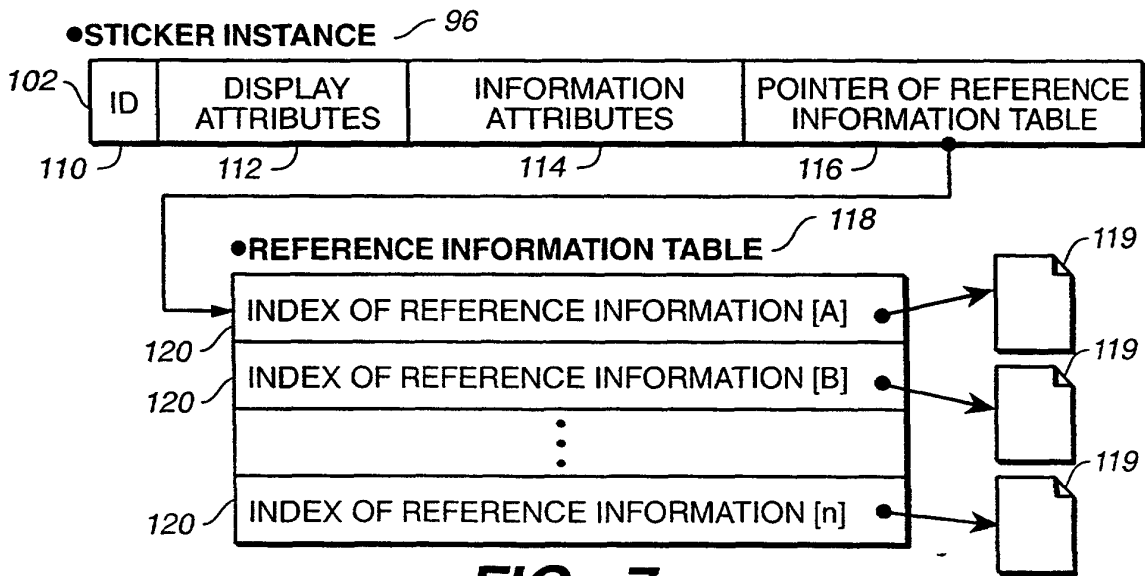 ●STICKER INSTANCE 96
102 ID DISPLAY ATTRIBUTES INFORMATION ATTRIBUTES POINTER OF REFERENCE INFORMATION TABLE
110 112 114 116
●REFERENCE INFORMATION TABLE 118
119
INDEX OF REFERENCE INFORMATION [A]
120
119
INDEX OF REFERENCE INFORMATION [B]
120
119
INDEX OF REFERENCE INFORMATION [n]
120